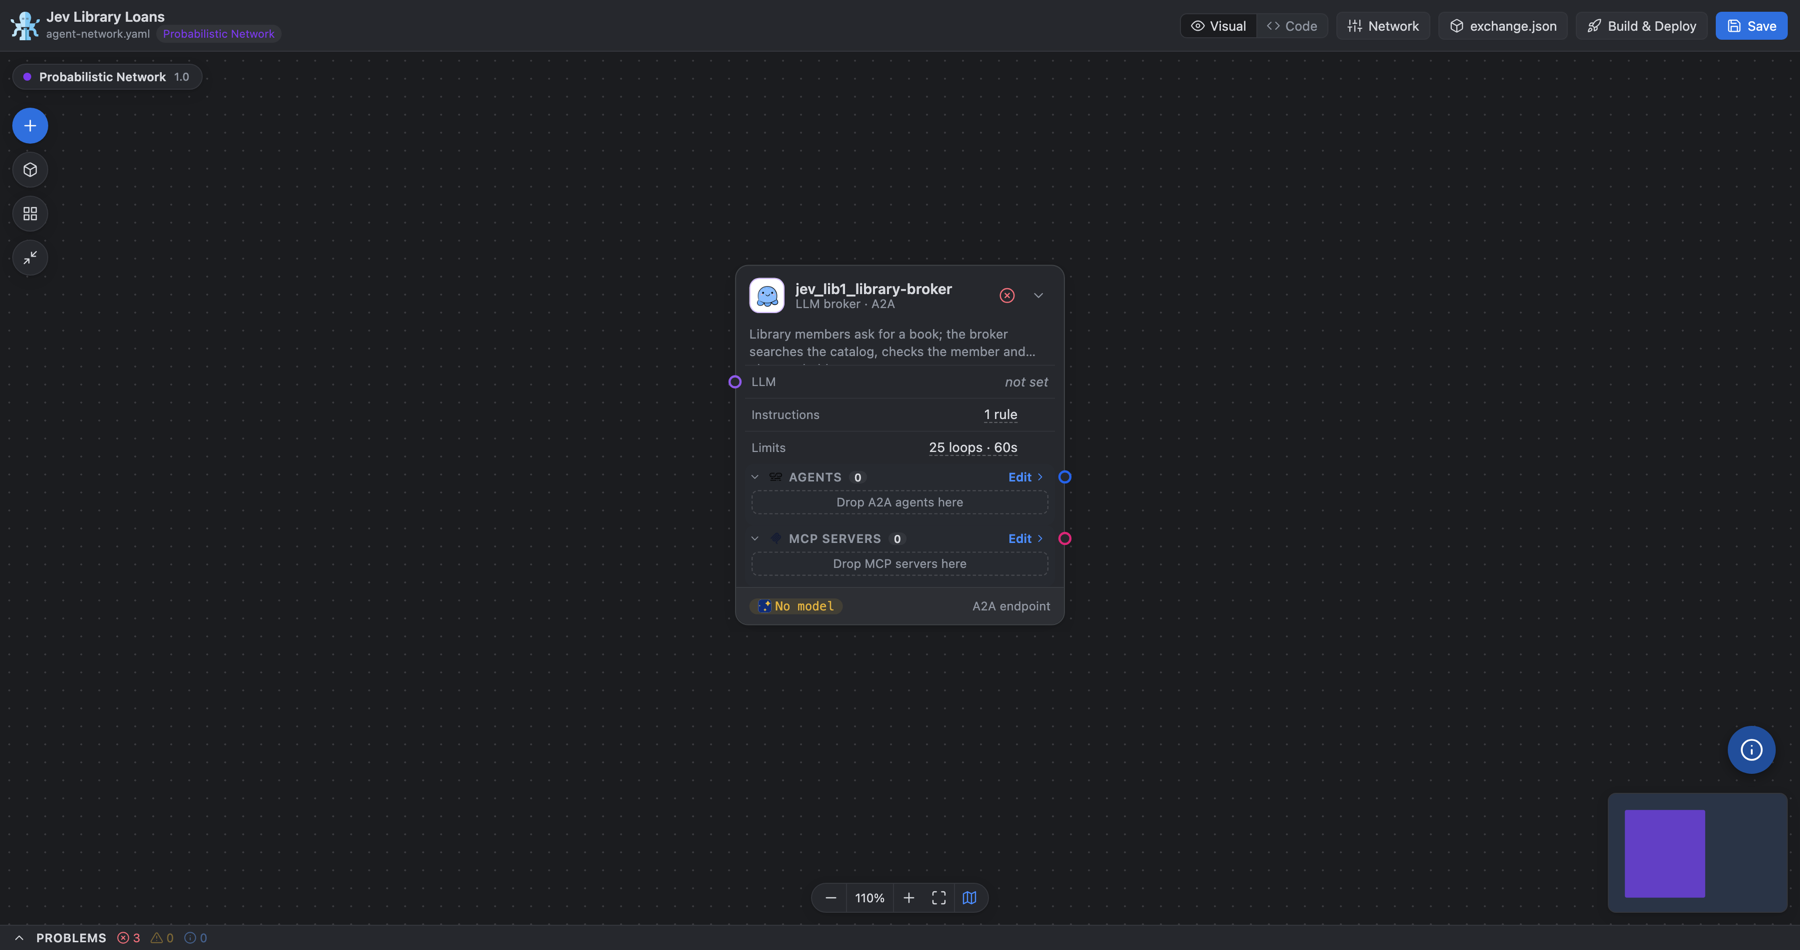 Jev Library Loans
agent-network.yaml Probabilistic Network
Visual Code Network exchange.json Build & Deploy Save
Probabilistic Network 1.0
jev_lib1_library-broker
LLM broker · A2A
Library members ask for a book; the broker
searches the catalog, checks the member and...
LLM not set
Instructions 1 rule
Limits 25 loops · 60s
AGENTS 0 Edit
Drop A2A agents here
MCP SERVERS 0 Edit
Drop MCP servers here
No model A2A endpoint
110%
PROBLEMS 3 0 0